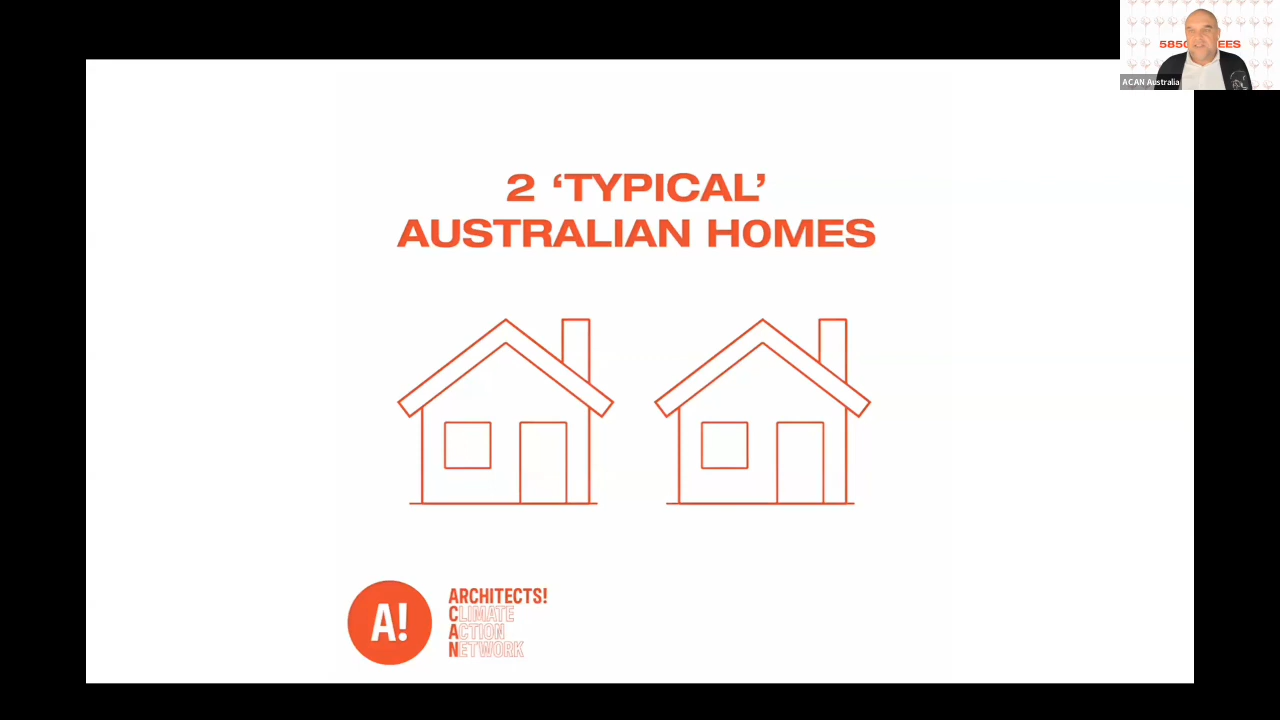 2 ‘TYPICAL’
AUSTRALIAN HOMES
A!
ARCHITECTS!
CLIMATE
ACTION
NETWORK
ACAN Australia